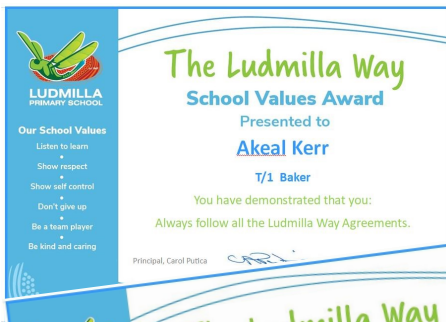 LUDMILLA
PRIMARY SCHOOL
Our School Values
Listen to learn
•
Show respect
•
Show self control
•
Don't give up
•
Be a team player
•
Be kind and caring
The Ludmilla Way
School Values Award
Presented to
Akeal Kerr
T/1 Baker
You have demonstrated that you:
Always follow all the Ludmilla Way Agreements.
Principal, Carol Putica
Way